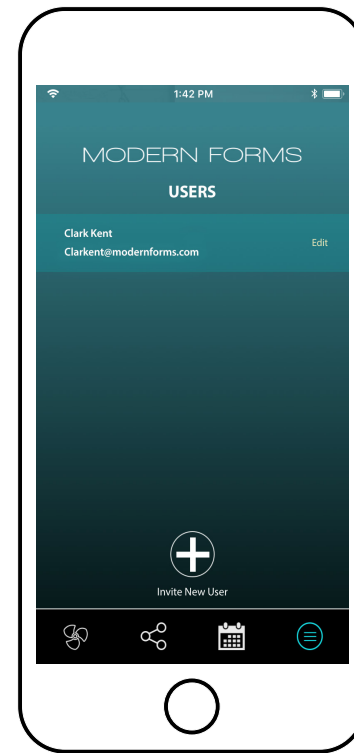 1:42 PM
MODERN FORMS
USERS
Clark Kent
Clarkent@modernforms.com
Edit
Invite New User